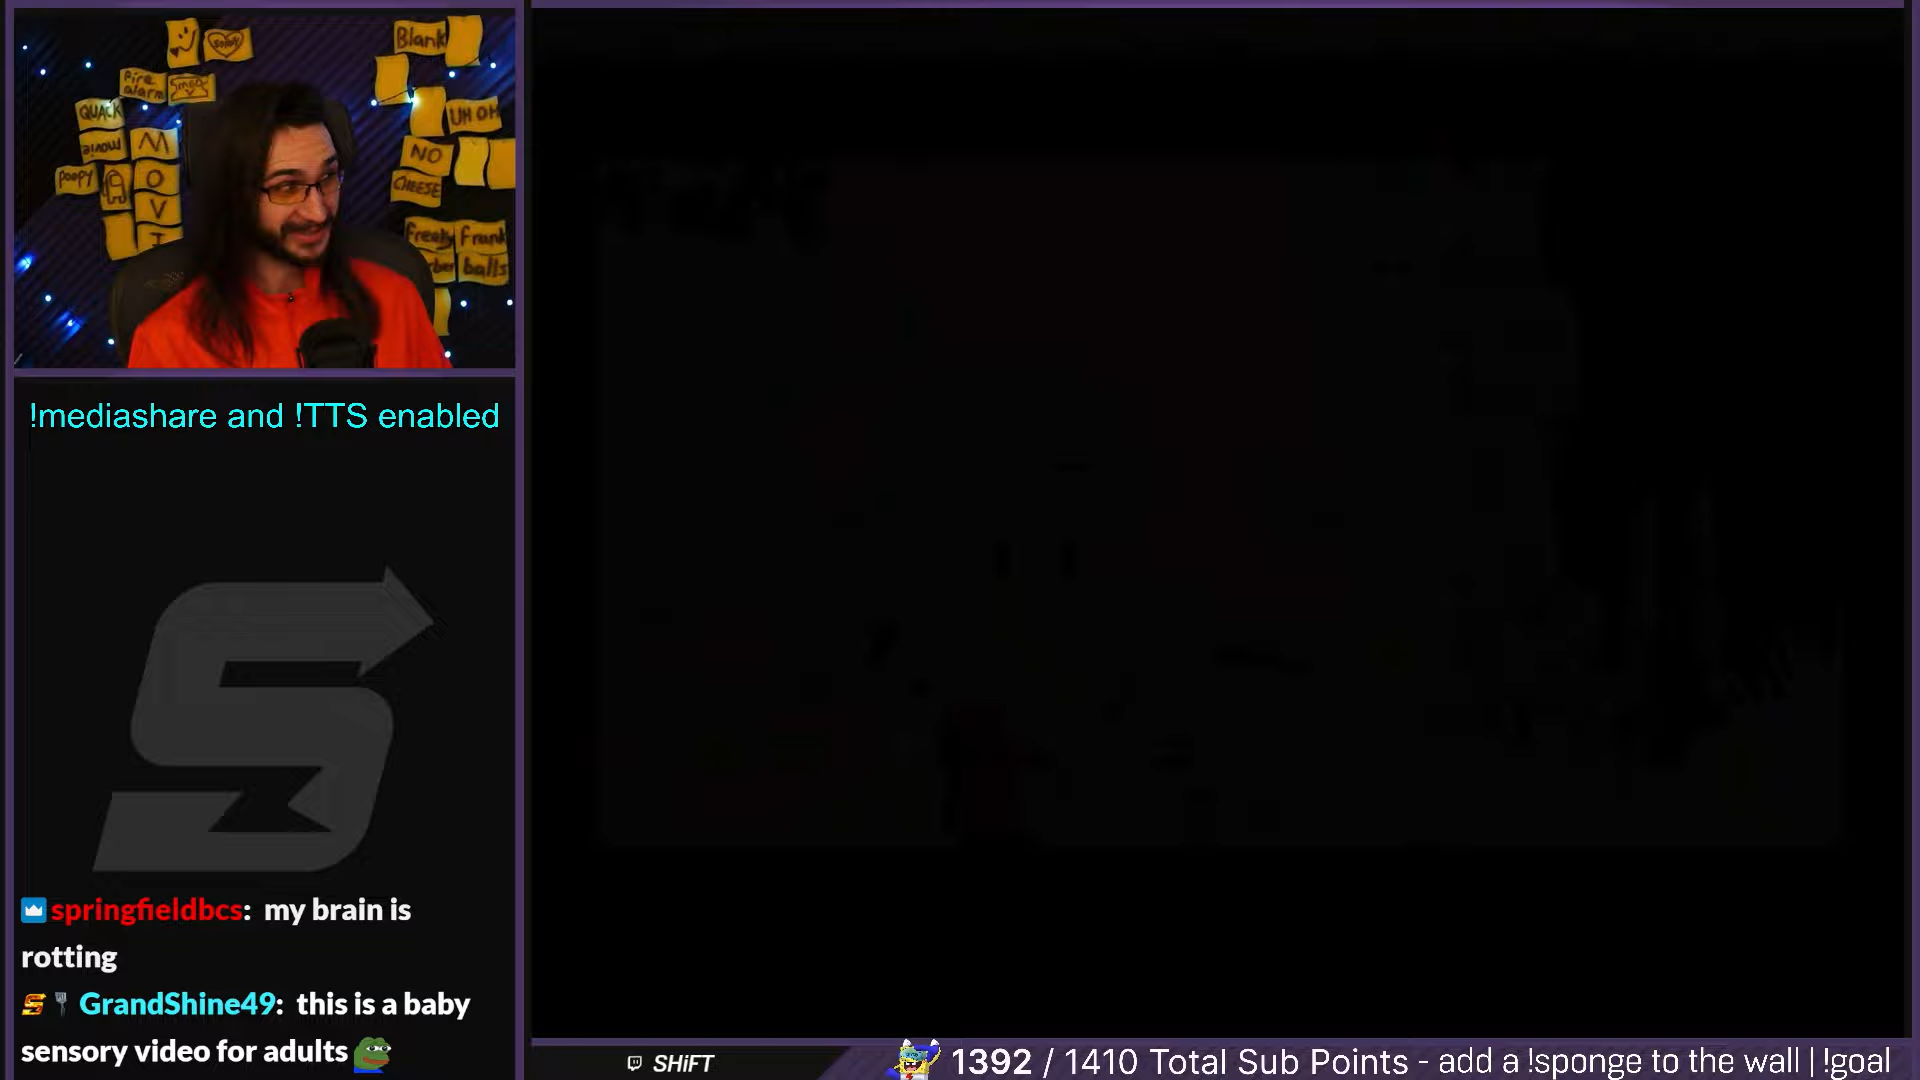 Blank
fire
alarm
QUACK
UH OH
movie
M
NO
poopy
O
CHEESE
V
I
freaky Frank
balls
!mediashare and !TTS enabled
springfieldbcs: my brain is
rotting
GrandShine49: this is a baby
sensory video for adults
SHiFT
1392 / 1410 Total Sub Points - add a !sponge to the wall | !goal